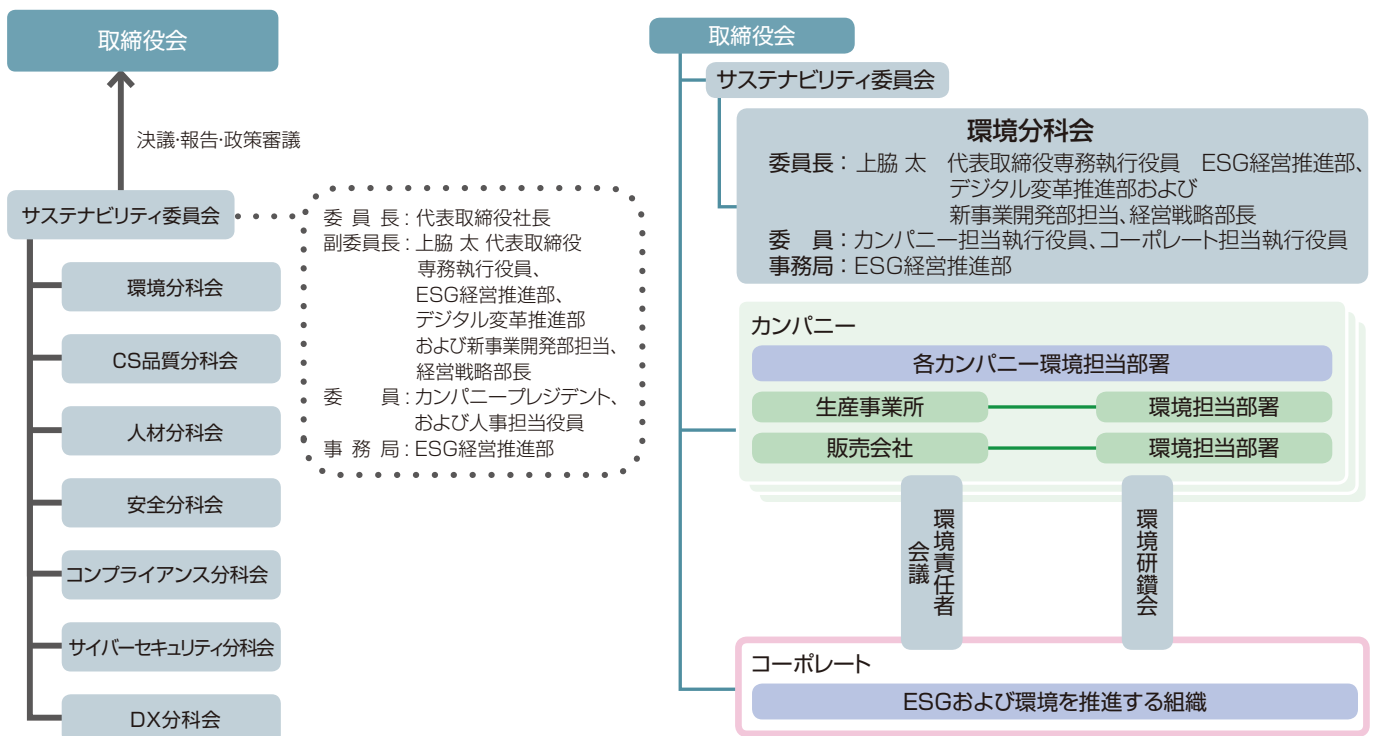 取締役会
決議・報告・政策審議
サステナビリティ委員会
委 員 長 : 代表取締役社長
副委員長 : 上脇 太 代表取締役
専務執行役員、
ESG経営推進部、
デジタル変革推進部
および新事業開発部担当、
経営戦略部長
委　　員 : カンパニープレジデント、
および人事担当役員
事 務 局 : ESG経営推進部
環境分科会
CS品質分科会
人材分科会
安全分科会
コンプライアンス分科会
サイバーセキュリティ分科会
DX分科会
取締役会
サステナビリティ委員会
環境分科会
委員長：上脇 太　代表取締役専務執行役員　ESG経営推進部、
デジタル変革推進部および
新事業開発部担当、経営戦略部長
委　員：カンパニー担当執行役員、コーポレート担当執行役員
事務局：ESG経営推進部
カンパニー
各カンパニー環境担当部署
生産事業所
環境担当部署
販売会社
環境担当部署
環境責任者
会議
環境研鑽会
コーポレート
ESGおよび環境を推進する組織